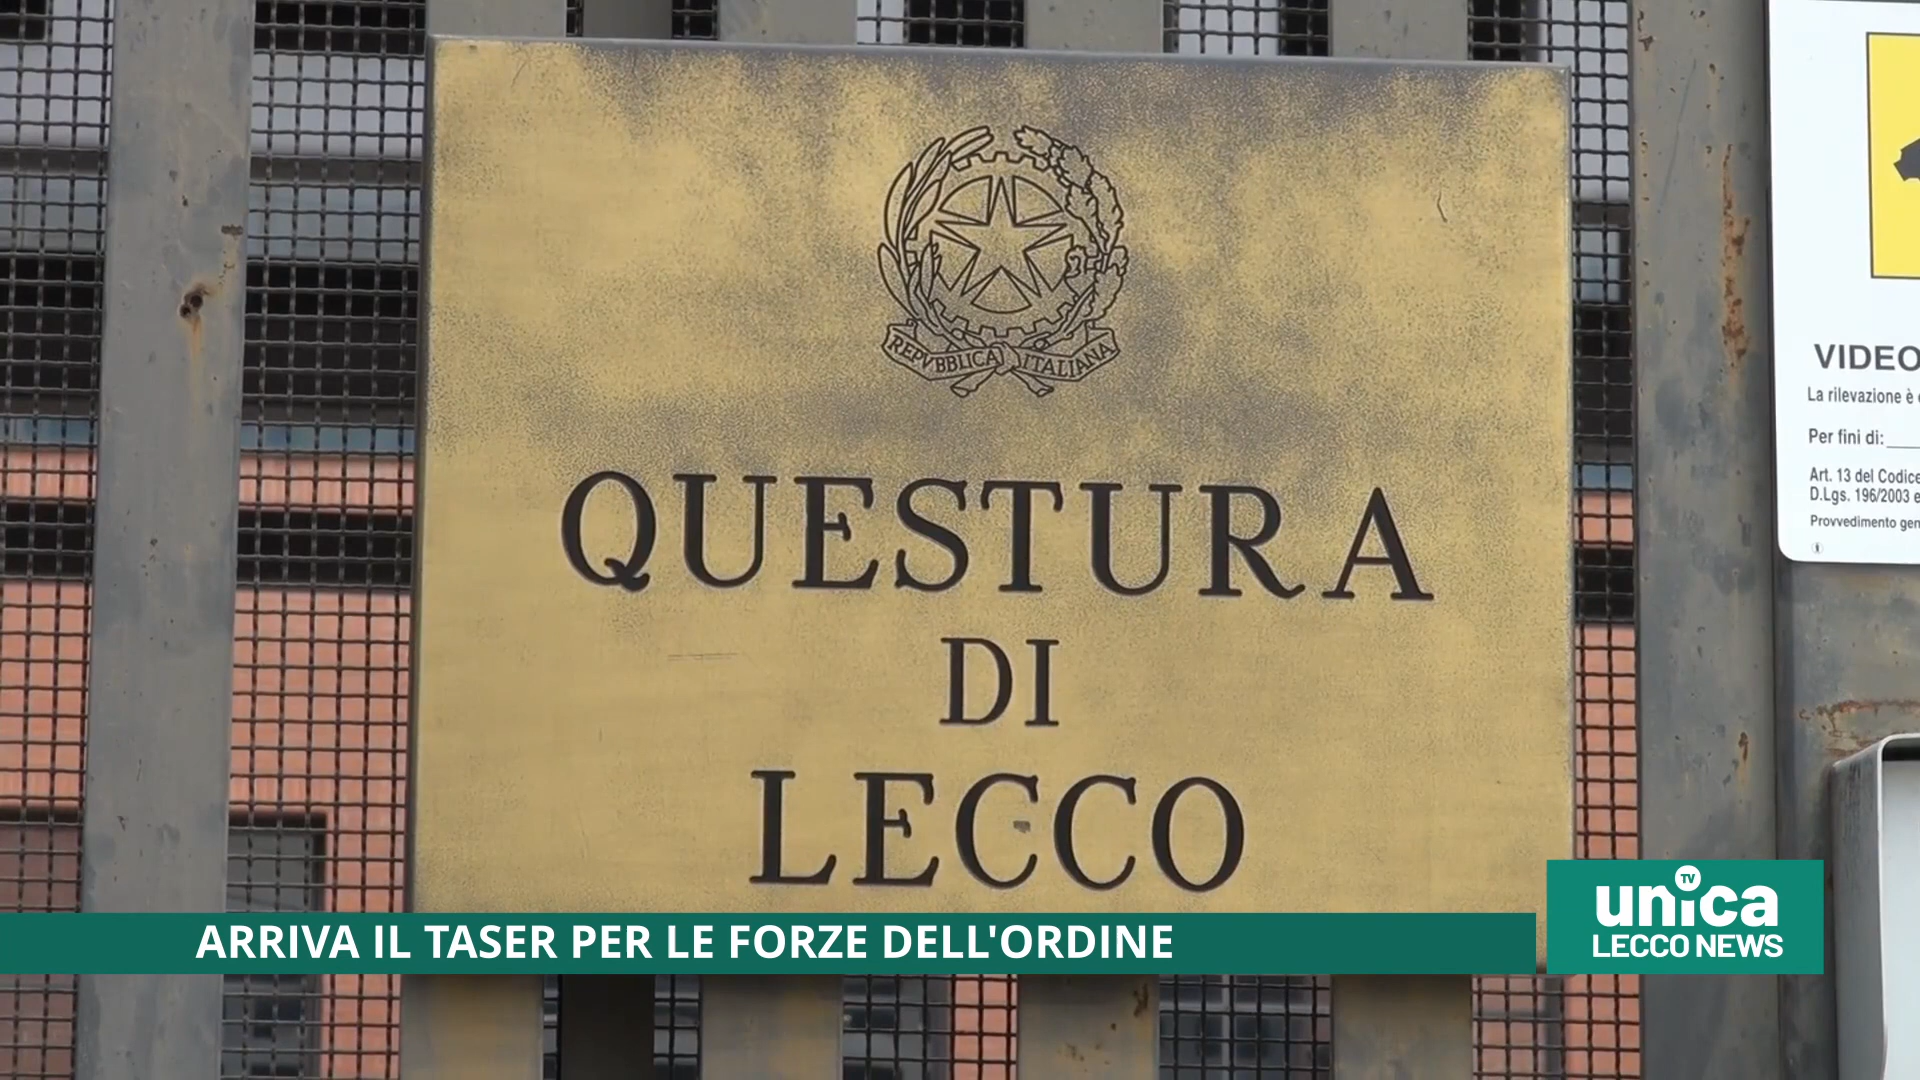 REPVBBLICA ITALIANA
QUESTURA
DI
LECCO
VIDEO
La rilevazione è
Per fini di:
Art. 13 del Codice
D.Lgs. 196/2003 e
Provvedimento gen
ARRIVA IL TASER PER LE FORZE DELL'ORDINE
TV
unica
LECCO NEWS